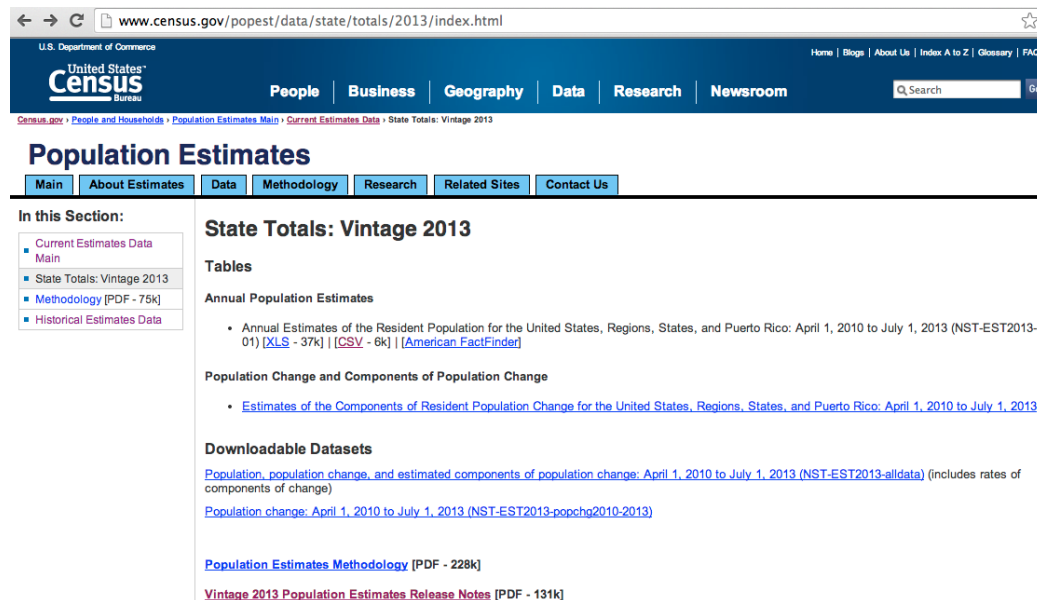 www.census.gov/popest/data/state/totals/2013/index.html
U.S. Department of Commerce
Home | Blogs | About Us | Index A to Z | Glossary | FAQ
United States™
Census
Bureau
People | Business | Geography | Data | Research | Newsroom
Search
Census.gov › People and Households › Population Estimates Main › Current Estimates Data › State Totals: Vintage 2013
Population Estimates
Main About Estimates Data Methodology Research Related Sites Contact Us
In this Section:
Current Estimates Data
Main
State Totals: Vintage 2013
Methodology [PDF - 75k]
Historical Estimates Data
State Totals: Vintage 2013
Tables
Annual Population Estimates
• Annual Estimates of the Resident Population for the United States, Regions, States, and Puerto Rico: April 1, 2010 to July 1, 2013 (NST-EST2013-
01) [XLS - 37k] | [CSV - 6k] | [American FactFinder]
Population Change and Components of Population Change
• Estimates of the Components of Resident Population Change for the United States, Regions, States, and Puerto Rico: April 1, 2010 to July 1, 2013
Downloadable Datasets
Population, population change, and estimated components of population change: April 1, 2010 to July 1, 2013 (NST-EST2013-alldata) (includes rates of
components of change)
Population change: April 1, 2010 to July 1, 2013 (NST-EST2013-popchg2010-2013)
Population Estimates Methodology [PDF - 228k]
Vintage 2013 Population Estimates Release Notes [PDF - 131k]